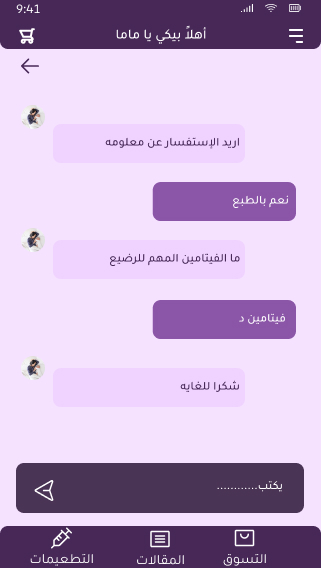 9:41
أهلاً بيكي يا ماما
اريد الإستفسار عن معلومه
نعم بالطبع
ما الفيتامين المهم للرضيع
فيتامين د
شكرا للغايه
يكتب............
التسوق
المقالات
التطعيمات